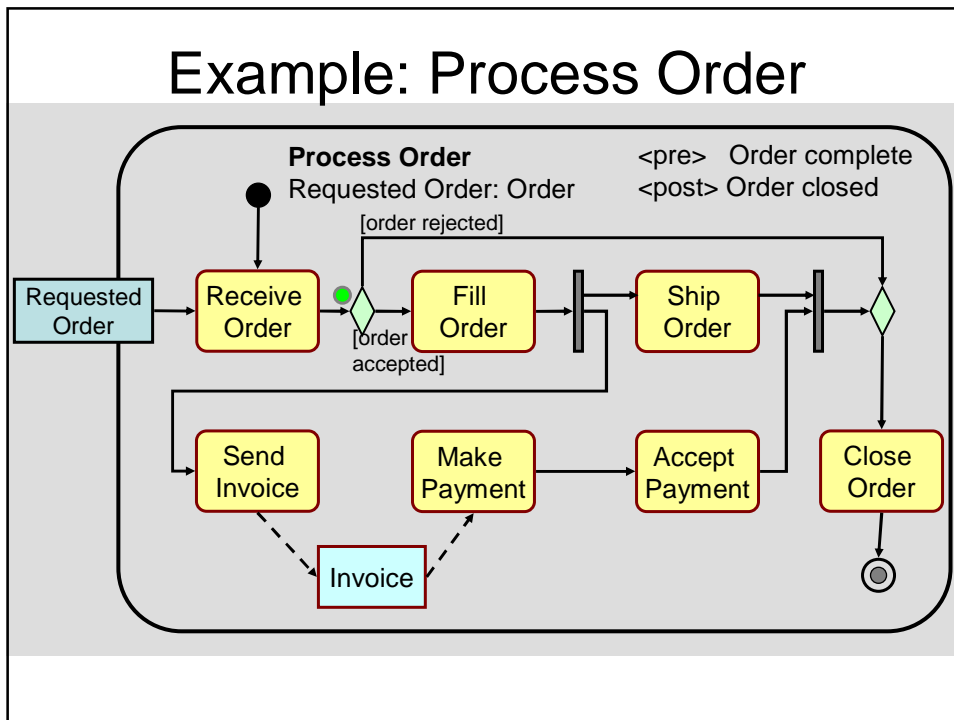 Example: Process Order
Process Order
<pre> Order complete
Requested Order: Order
<post> Order closed
[order rejected]
Requested
Order
Receive
Order
Fill
Order
Ship
Order
[order
accepted]
Send
Invoice
Make
Payment
Accept
Payment
Close
Order
Invoice